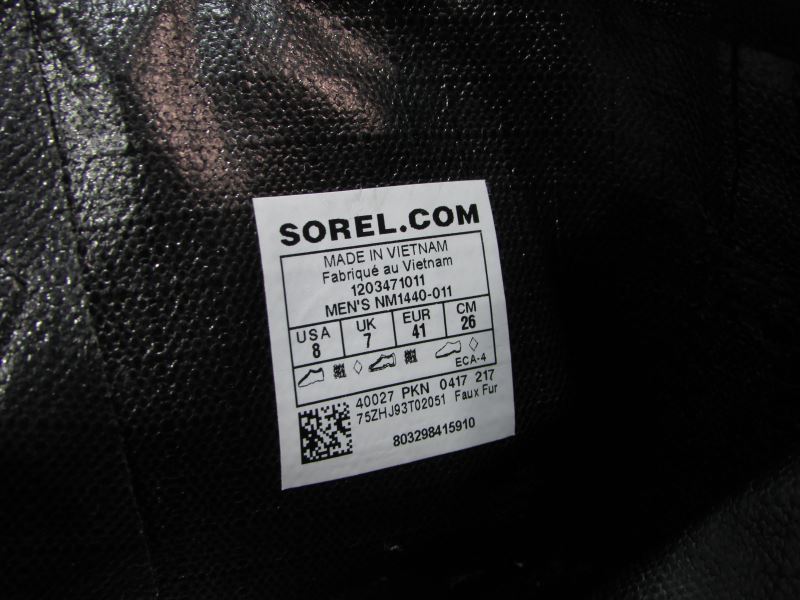 SOREL.COM
MADE IN VIETNAM
Fabriqué au Vietnam
1203471011
MEN'S NM1440-011
USA UK EUR CM
8 7 41 26
ECA-4
40027 PKN 0417 217
75ZHJ93T02051 Faux Fur
803298415910